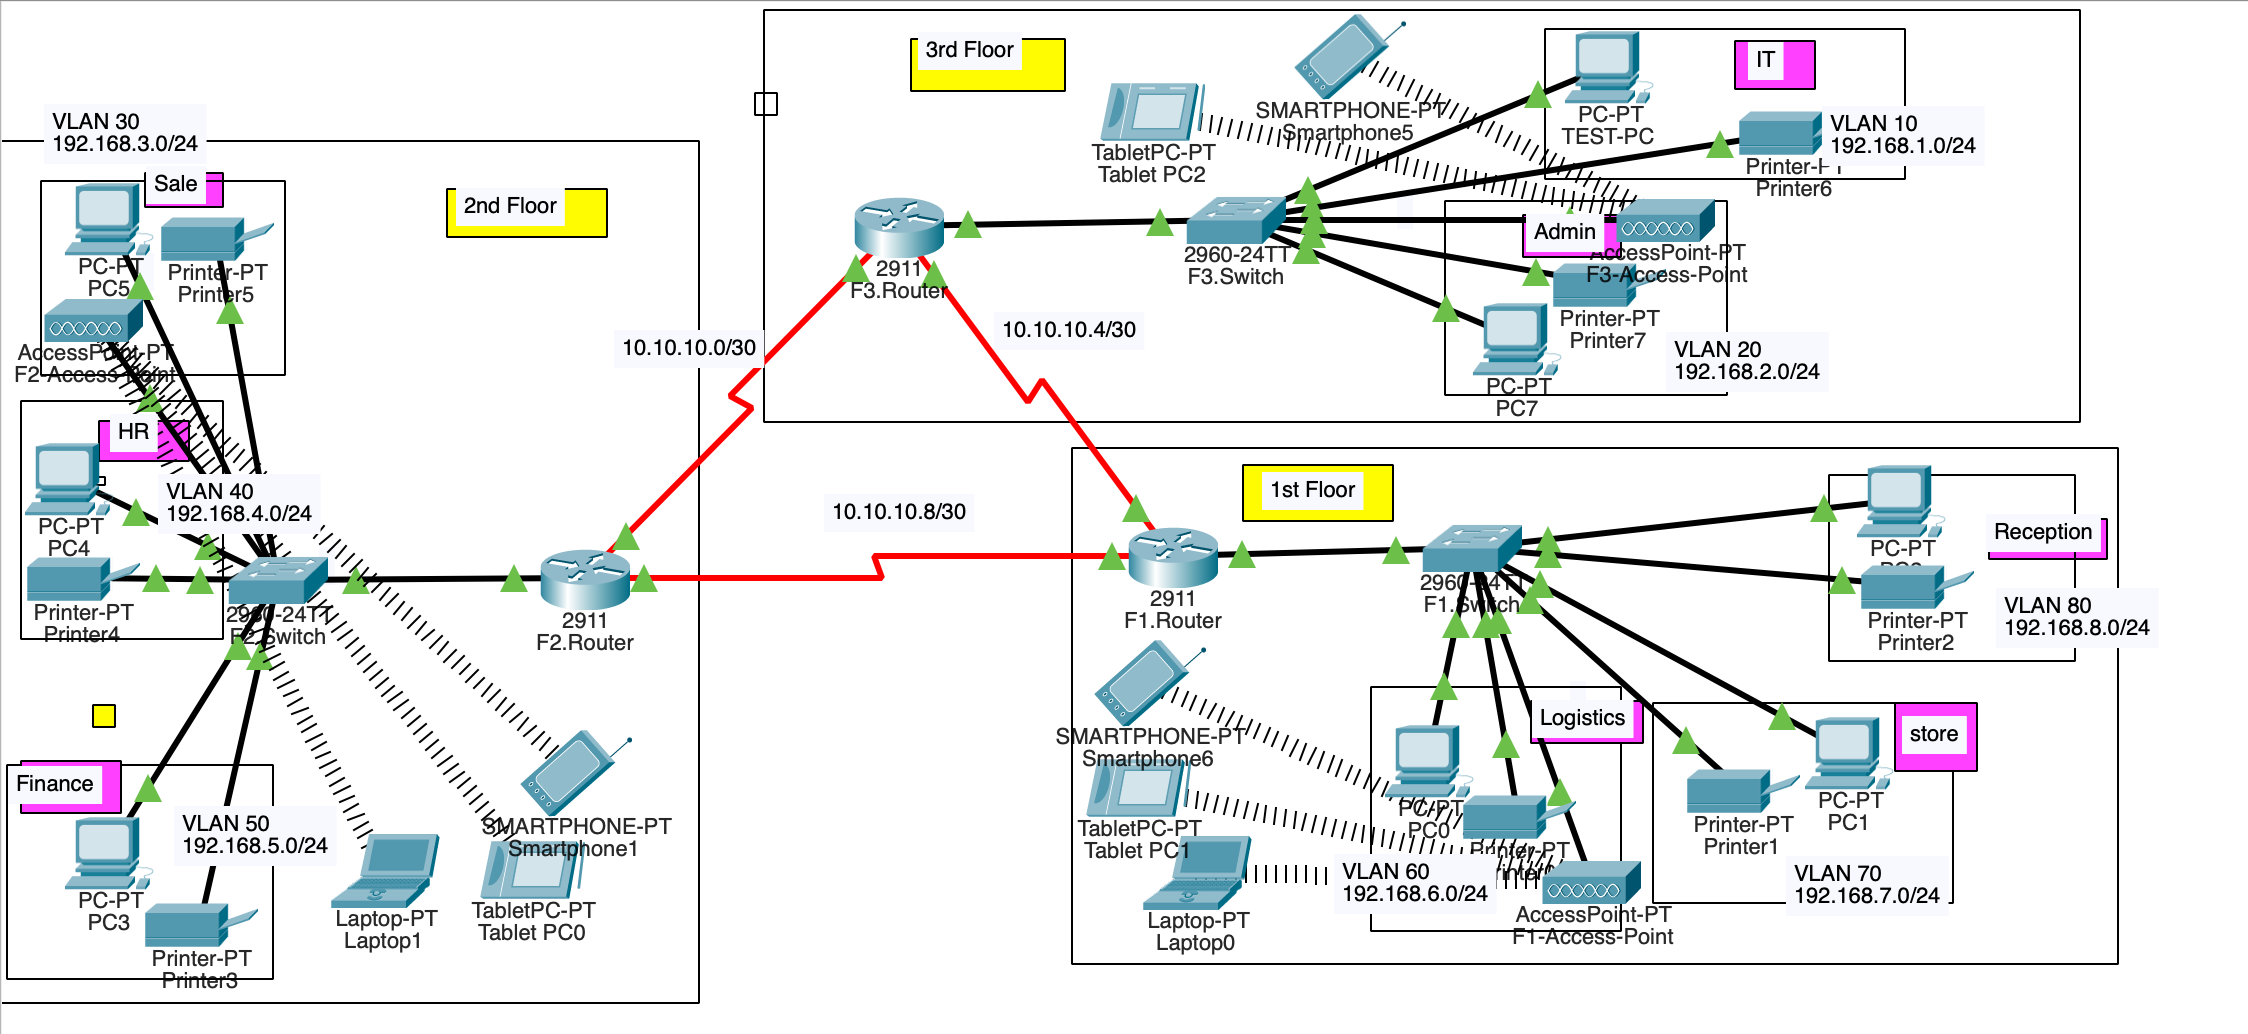 3rd Floor
SMARTPHONE-PT
Smartphone5
TabletPC-PT
Tablet PC2
IT
PC-PT
TEST-PC
VLAN 10
192.168.1.0/24
Printer-PT
Printer6
2911
F3.Router
2960-24TT
F3.Switch
Admin
AccessPoint-PT
F3-Access-Point
Printer-PT
Printer7
PC-PT
PC7
VLAN 20
192.168.2.0/24
VLAN 30
192.168.3.0/24
Sale
2nd Floor
PC-PT
PC5
Printer-PT
Printer5
AccessPoint-PT
F2-Access-Point
HR
VLAN 40
192.168.4.0/24
PC-PT
PC4
Printer-PT
Printer4
2960-24TT
F2.Switch
2911
F2.Router
10.10.10.0/30
10.10.10.4/30
10.10.10.8/30
Finance
VLAN 50
192.168.5.0/24
PC-PT
PC3
Printer-PT
Printer3
Laptop-PT
Laptop1
SMARTPHONE-PT
Smartphone1
TabletPC-PT
Tablet PC0
1st Floor
2911
F1.Router
2960-24TT
F1.Switch
PC-PT
Reception
Printer-PT
Printer2
VLAN 80
192.168.8.0/24
SMARTPHONE-PT
Smartphone6
TabletPC-PT
Tablet PC1
Laptop-PT
Laptop0
Logistics
PC-PT
PC0
Printer-PT
VLAN 60
192.168.6.0/24
AccessPoint-PT
F1-Access-Point
store
Printer-PT
Printer1
PC-PT
PC1
VLAN 70
192.168.7.0/24